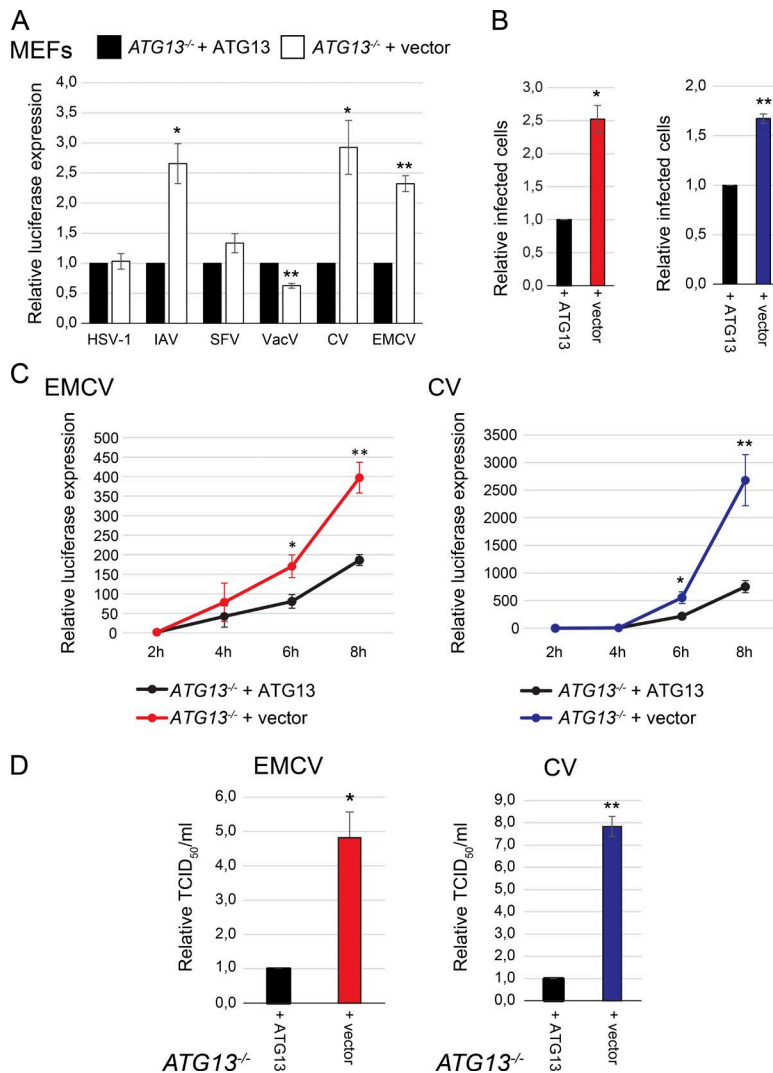 A
MEFs
ATG13-/- + ATG13
ATG13-/- + vector
Relative luciferase expression
4,0
3,5
3,0
2,5
2,0
1,5
1,0
0,5
0,0
*
**
*
**
HSV-1 IAV SFV VacV CV EMCV
B
Relative infected cells
3,0
2,5
2,0
1,5
1,0
0,5
0,0
*
+ ATG13
+ vector
Relative infected cells
2,0
1,5
1,0
0,5
0,0
**
+ ATG13
+ vector
C
EMCV
Relative luciferase expression
500
450
400
350
300
250
200
150
100
50
0
*
**
2h 4h 6h 8h
ATG13-/- + ATG13
ATG13-/- + vector
CV
Relative luciferase expression
3500
3000
2500
2000
1500
1000
500
0
*
**
2h 4h 6h 8h
ATG13-/- + ATG13
ATG13-/- + vector
D
EMCV
Relative TCID50/ml
6,0
5,0
4,0
3,0
2,0
1,0
0,0
*
+ ATG13
+ vector
ATG13-/-
CV
Relative TCID50/ml
9,0
8,0
7,0
6,0
5,0
4,0
3,0
2,0
1,0
0,0
**
+ ATG13
+ vector
ATG13-/-